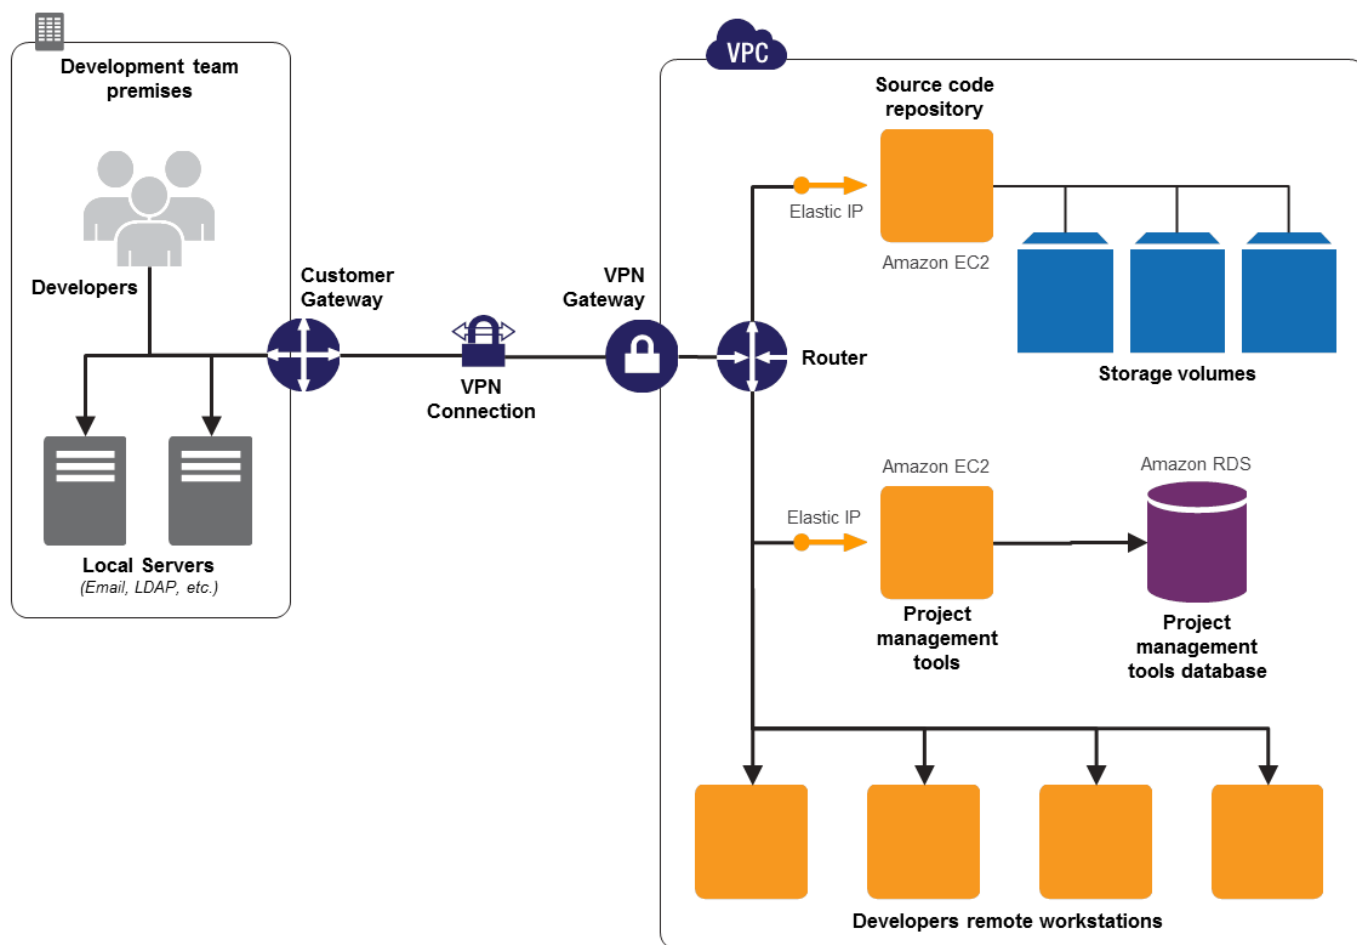 Development team
premises
Developers
Customer
Gateway
Local Servers
(Email, LDAP, etc.)
VPN
Connection
VPN
Gateway
VPC
Router
Source code
repository
Elastic IP
Amazon EC2
Storage volumes
Amazon EC2
Elastic IP
Project
management
tools
Amazon RDS
Project
management
tools database
Developers remote workstations